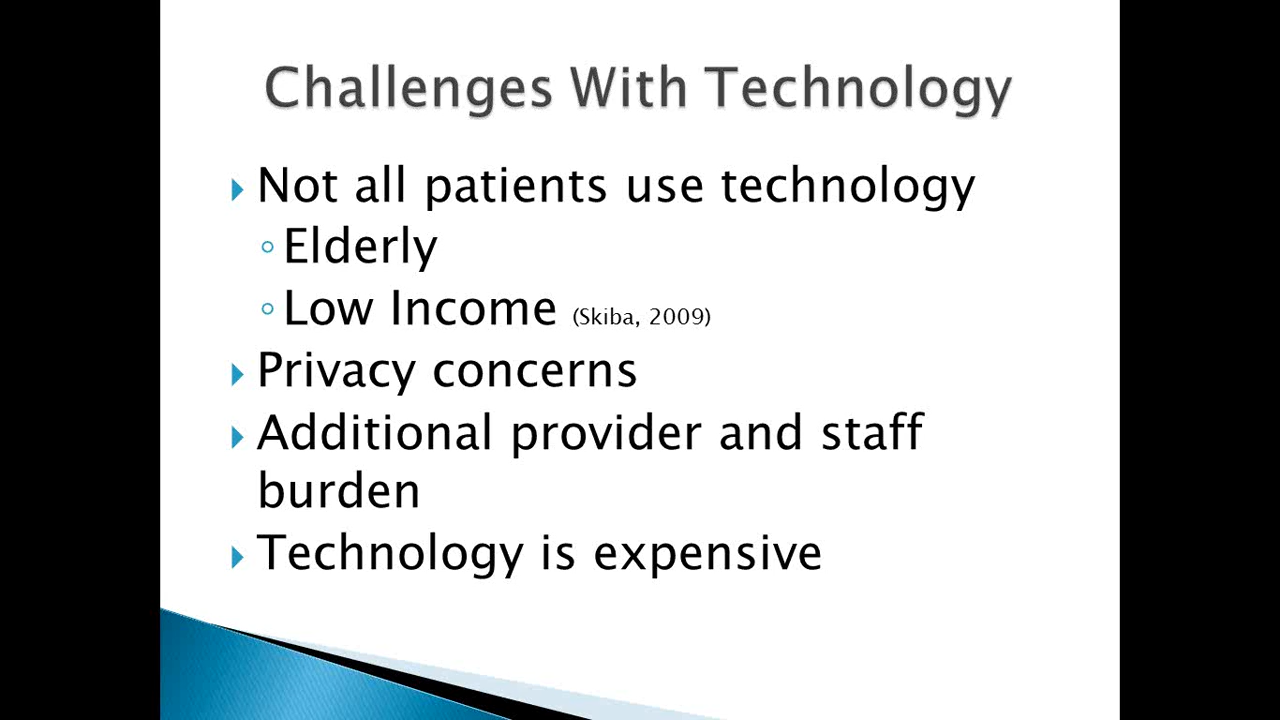 Challenges With Technology
Not all patients use technology
Elderly
Low Income (Skiba, 2009)
Privacy concerns
Additional provider and staff
burden
Technology is expensive